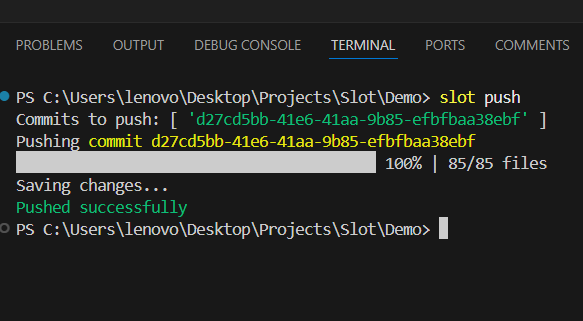 PROBLEMS OUTPUT DEBUG CONSOLE TERMINAL PORTS COMMENTS
PS C:\Users\lenovo\Desktop\Projects\Slot\Demo> slot push
Commits to push: [ 'd27cd5bb-41e6-41aa-9b85-efbfbaa38ebf' ]
Pushing commit d27cd5bb-41e6-41aa-9b85-efbfbaa38ebf
100% | 85/85 files
Saving changes...
Pushed successfully
PS C:\Users\lenovo\Desktop\Projects\Slot\Demo>